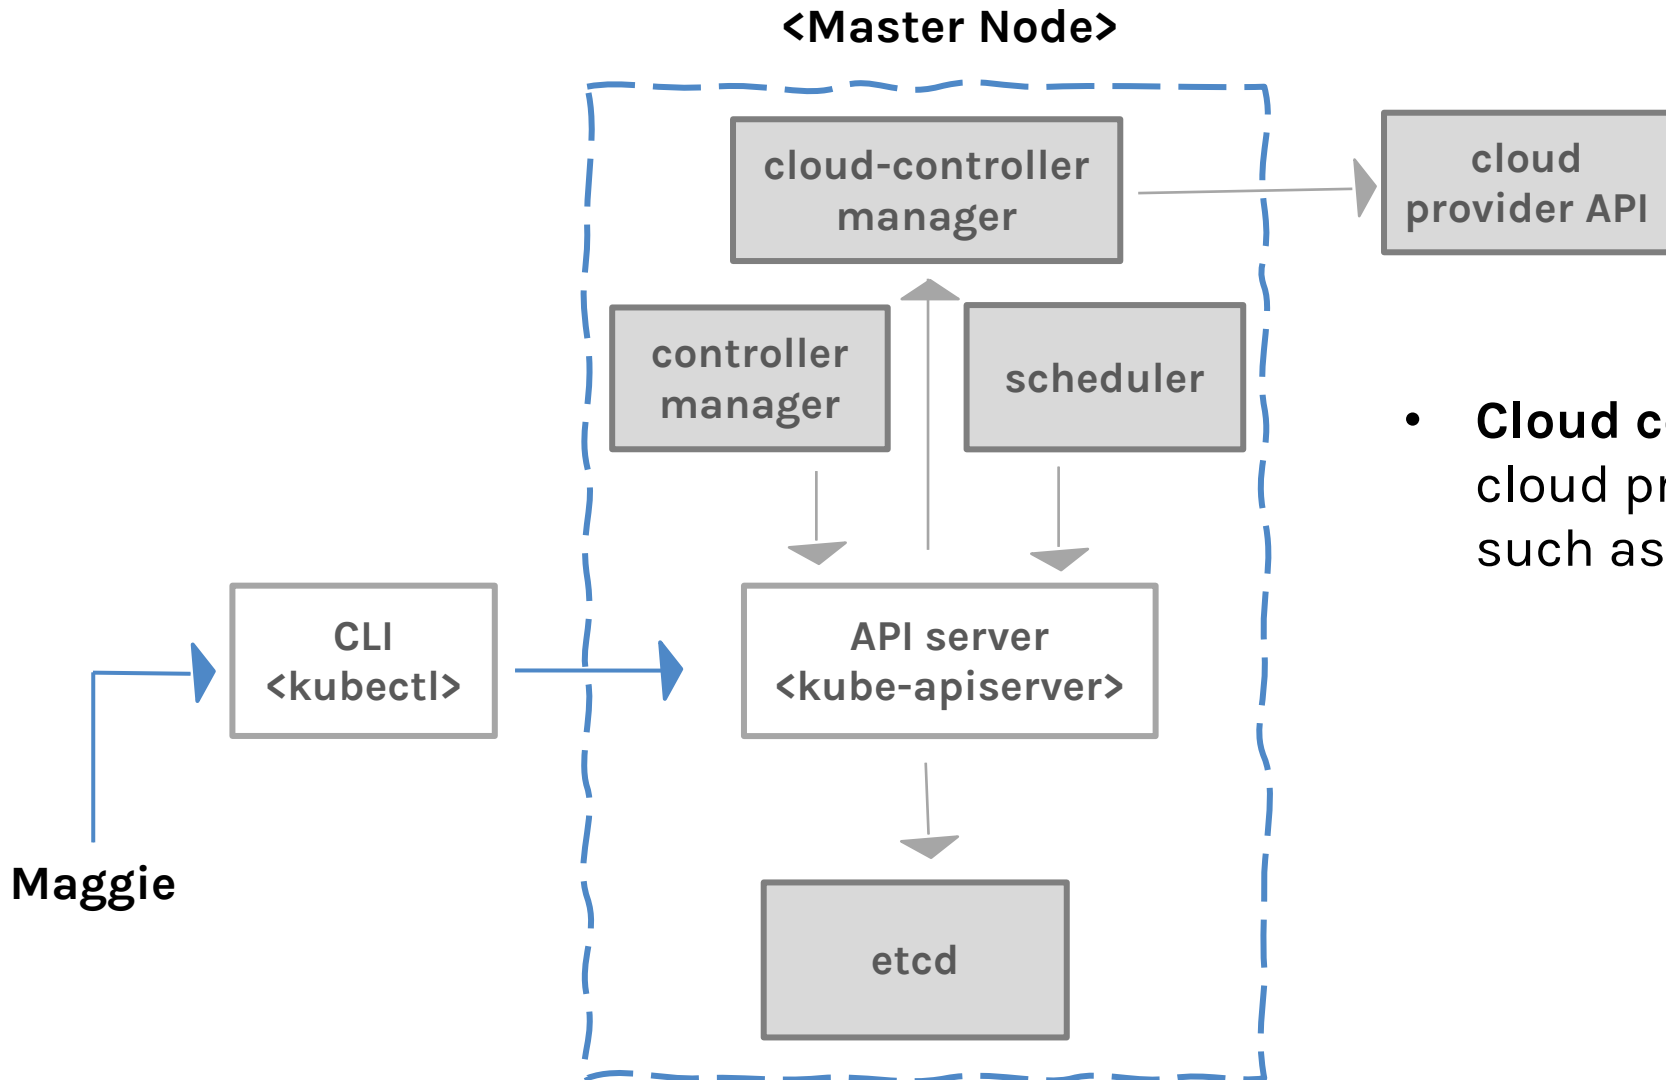 <Master Node>
cloud-controller
manager
cloud
provider API
controller
manager
scheduler
• Cloud
cloud
such as
CLI
<kubectl>
API server
<kube-apiserver>
Maggie
etcd